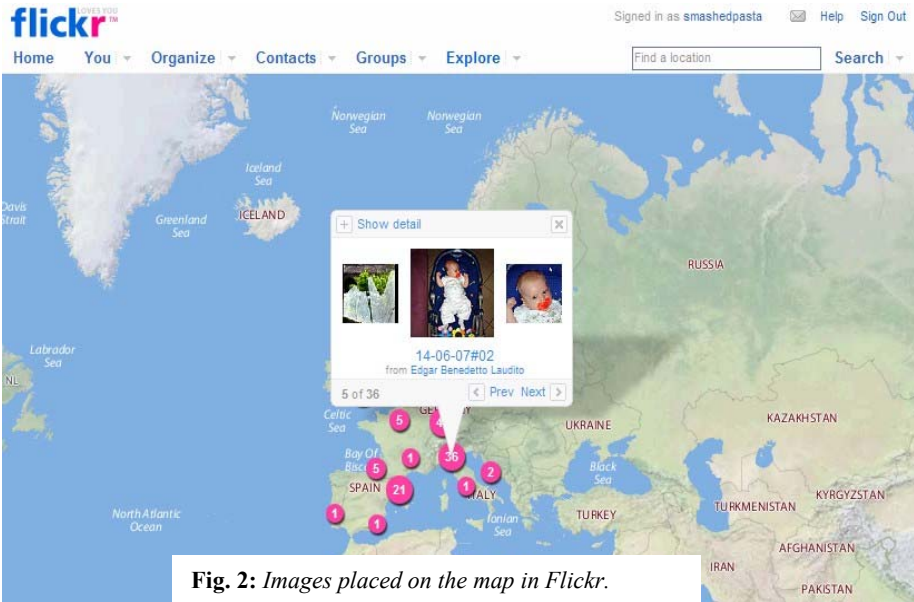 flickr LOVES YOU ™
Signed in as smashedpasta Help Sign Out
Home You Organize Contacts Groups Explore Find a location Search
Norwegian
Sea
Norwegian
Sea
Iceland
Sea
Davis
Strait
Greenland
Sea
ICELAND
+ Show detail
RUSSIA
Labrador
Sea
NL
14-06-07#02
from Edgar Benedetto Laudito
5 of 36 Prev Next
Celtic
Sea
5
4
UKRAINE
KAZAKHSTAN
Bay Of
1
36
5
2
Black
Sea
SPAIN
21
1
ITALY
TURKMENISTAN
KYRGYZSTAN
North Atlantic
Ocean
1
1
Ionian
Sea
TURKEY
AFGHANISTAN
IRAN
PAKISTAN
Fig. 2: Images placed on the map in Flickr.